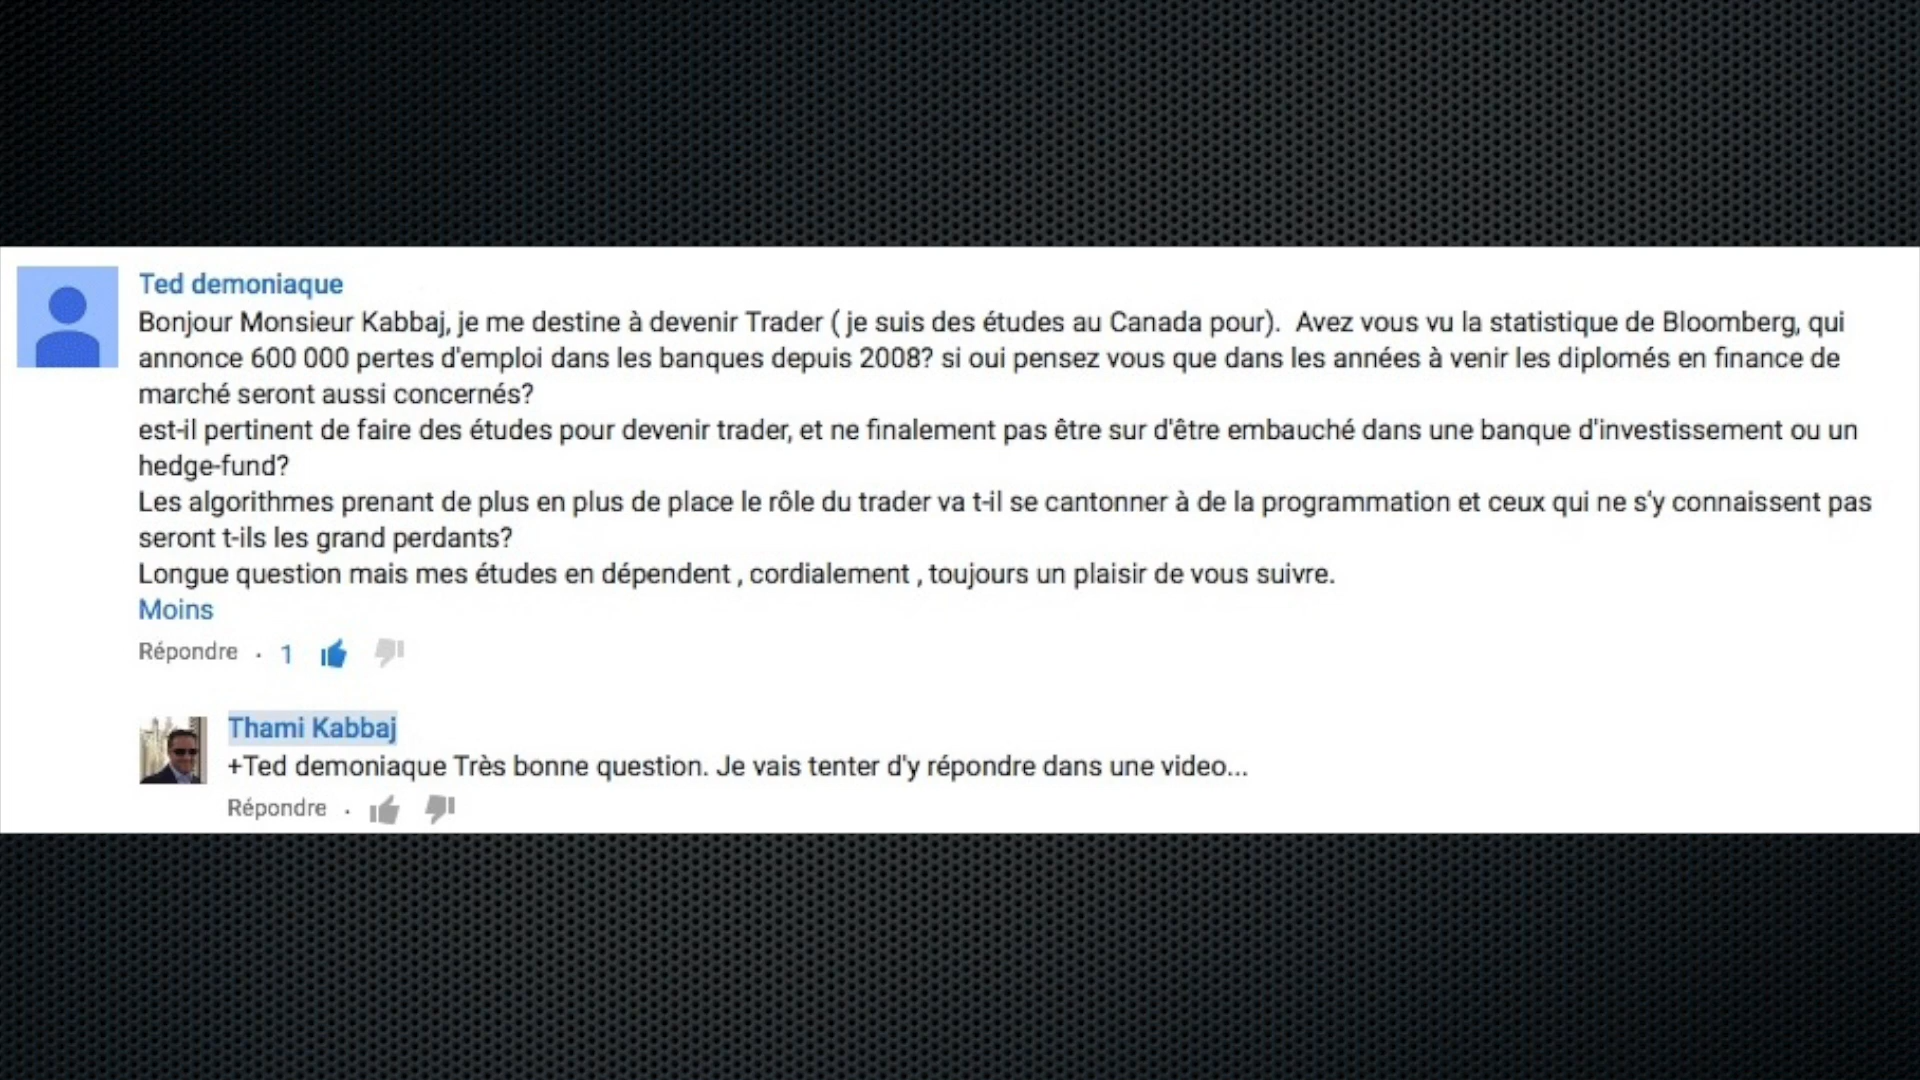 Ted demoniaque
Bonjour Monsieur Kabbaj, je me destine à devenir Trader ( je suis des études au Canada pour).  Avez vous vu la statistique de Bloomberg, qui
annonce 600 000 pertes d'emploi dans les banques depuis 2008? si oui pensez vous que dans les années à venir les diplomés en finance de
marché seront aussi concernés?
est-il pertinent de faire des études pour devenir trader, et ne finalement pas être sur d'être embauché dans une banque d'investissement ou un
hedge-fund?
Les algorithmes prenant de plus en plus de place le rôle du trader va t-il se cantonner à de la programmation et ceux qui ne s'y connaissent pas
seront t-ils les grand perdants?
Longue question mais mes études en dépendent , cordialement , toujours un plaisir de vous suivre.
Moins
Répondre · 1
Thami Kabbaj
+Ted demoniaque Très bonne question. Je vais tenter d'y répondre dans une video...
Répondre ·